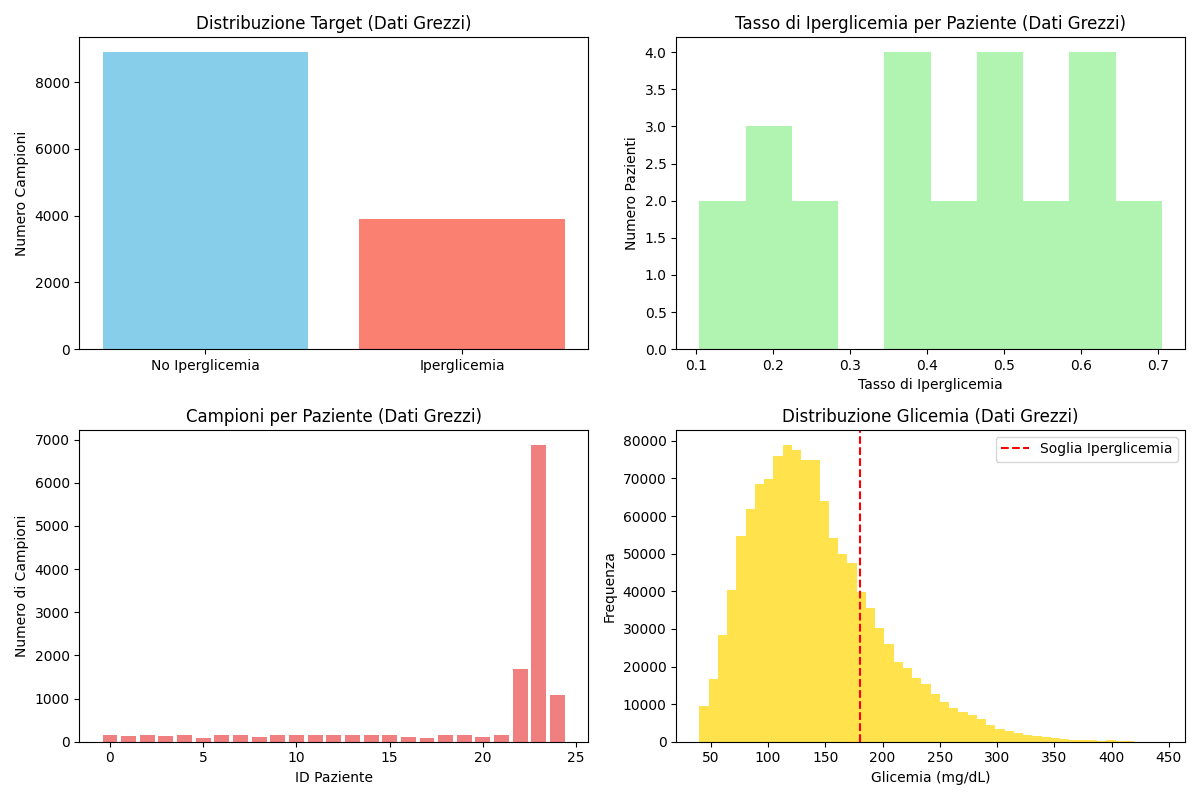 Distribuzione Target (Dati Grezzi)
Numero Campioni
8000
6000
4000
2000
0
No Iperglicemia
Iperglicemia
Tasso di Iperglicemia per Paziente (Dati Grezzi)
Numero Pazienti
4.0
3.5
3.0
2.5
2.0
1.5
1.0
0.5
0.0
0.1 0.2 0.3 0.4 0.5 0.6 0.7
Tasso di Iperglicemia
Campioni per Paziente (Dati Grezzi)
Numero di Campioni
7000
6000
5000
4000
3000
2000
1000
0
0 5 10 15 20 25
ID Paziente
Distribuzione Glicemia (Dati Grezzi)
Soglia Iperglicemia
Frequenza
80000
70000
60000
50000
40000
30000
20000
10000
0
50 100 150 200 250 300 350 400 450
Glicemia (mg/dL)